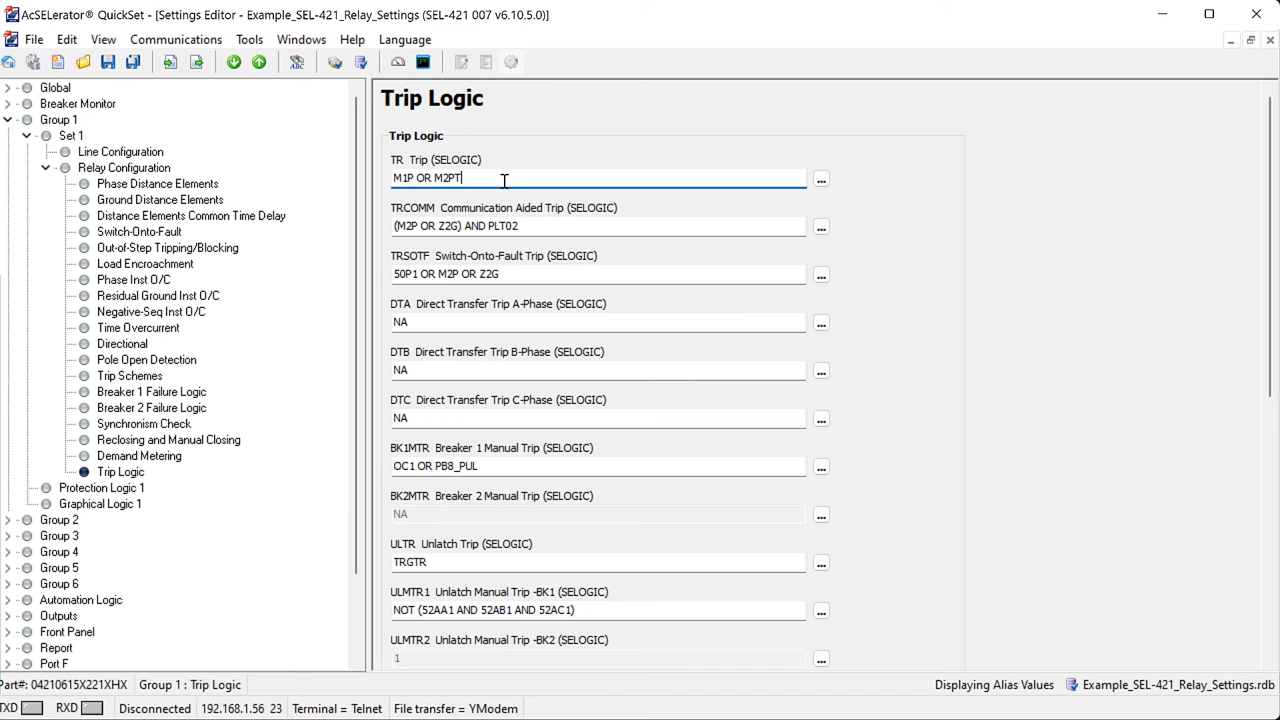 AcSELerator® QuickSet - [Settings Editor - Example_SEL-421_Relay_Settings (SEL-421 007 v6.10.5.0)]
File Edit View Communications Tools Windows Help Language
Global
Breaker Monitor
Group 1
Set 1
Line Configuration
Relay Configuration
Phase Distance Elements
Ground Distance Elements
Distance Elements Common Time Delay
Switch-Onto-Fault
Out-of-Step Tripping/Blocking
Load Encroachment
Phase Inst O/C
Residual Ground Inst O/C
Negative-Seq Inst O/C
Time Overcurrent
Directional
Pole Open Detection
Trip Schemes
Breaker 1 Failure Logic
Breaker 2 Failure Logic
Synchronism Check
Reclosing and Manual Closing
Demand Metering
Trip Logic
Protection Logic 1
Graphical Logic 1
Group 2
Group 3
Group 4
Group 5
Group 6
Automation Logic
Outputs
Front Panel
Report
Port F
Trip Logic
Trip Logic
TR Trip (SELOGIC)
M1P OR M2PT
...
TRCOMM Communication Aided Trip (SELOGIC)
(M2P OR Z2G) AND PLT02
...
TRSOTF Switch-Onto-Fault Trip (SELOGIC)
50P1 OR M2P OR Z2G
...
DTA Direct Transfer Trip A-Phase (SELOGIC)
NA
...
DTB Direct Transfer Trip B-Phase (SELOGIC)
NA
...
DTC Direct Transfer Trip C-Phase (SELOGIC)
NA
...
BK1MTR Breaker 1 Manual Trip (SELOGIC)
OC1 OR PB8_PUL
...
BK2MTR Breaker 2 Manual Trip (SELOGIC)
NA
...
ULTR Unlatch Trip (SELOGIC)
TRGTR
...
ULMTR1 Unlatch Manual Trip -BK1 (SELOGIC)
NOT (52AA1 AND 52AB1 AND 52AC1)
...
ULMTR2 Unlatch Manual Trip -BK2 (SELOGIC)
1
...
Part#: 04210615X221XHX Group 1 : Trip Logic Displaying Alias Values Example_SEL-421_Relay_Settings.rdb
TXD RXD Disconnected 192.168.1.56 23 Terminal = Telnet File transfer = YModem